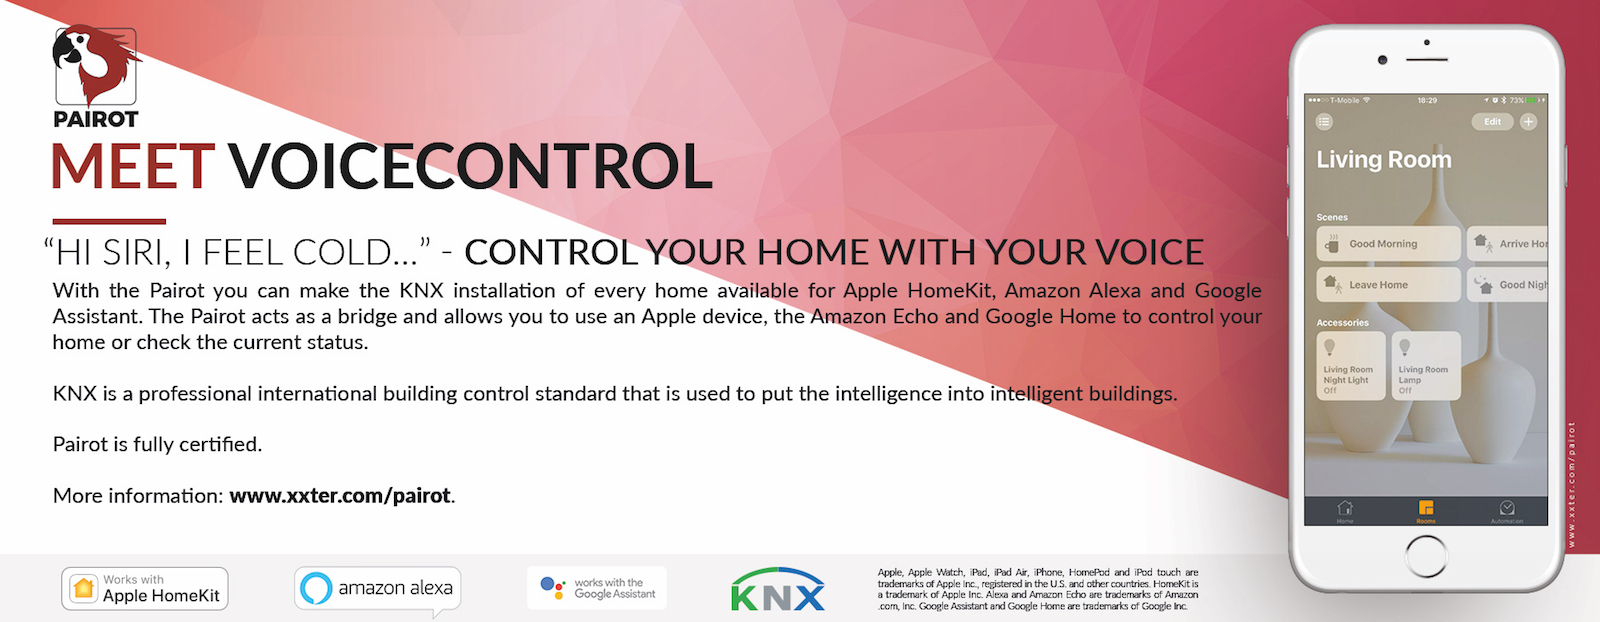 PAIROT
MEET VOICECONTROL
“HI SIRI, I FEEL COLD...” - CONTROL YOUR HOME WITH YOUR VOICE
With the Pairot you can make the KNX installation of every home available for Apple HomeKit, Amazon Alexa and Google
Assistant. The Pairot acts as a bridge and allows you to use an Apple device, the Amazon Echo and Google Home to control your
home or check the current status.
KNX is a professional international building control standard that is used to put the intelligence into intelligent buildings.
Pairot is fully certified.
More information: www.xxter.com/pairot.
T-Mobile 18:29 73%
Edit +
Living Room
Scenes
Good Morning Arrive Hor
Leave Home Good Nigh
Accessories
Living Room Living Room
Night Light Lamp
Off Off
Home Rooms Automation
www.xxter.com/pairot
Works with
Apple HomeKit
amazon alexa
works with the
Google Assistant
KNX
Apple, Apple Watch, iPad, iPad Air, iPhone, HomePod and iPod touch are
trademarks of Apple Inc., registered in the U.S. and other countries. HomeKit is
a trademark of Apple Inc. Alexa and Amazon Echo are trademarks of Amazon
.com, Inc. Google Assistant and Google Home are trademarks of Google Inc.